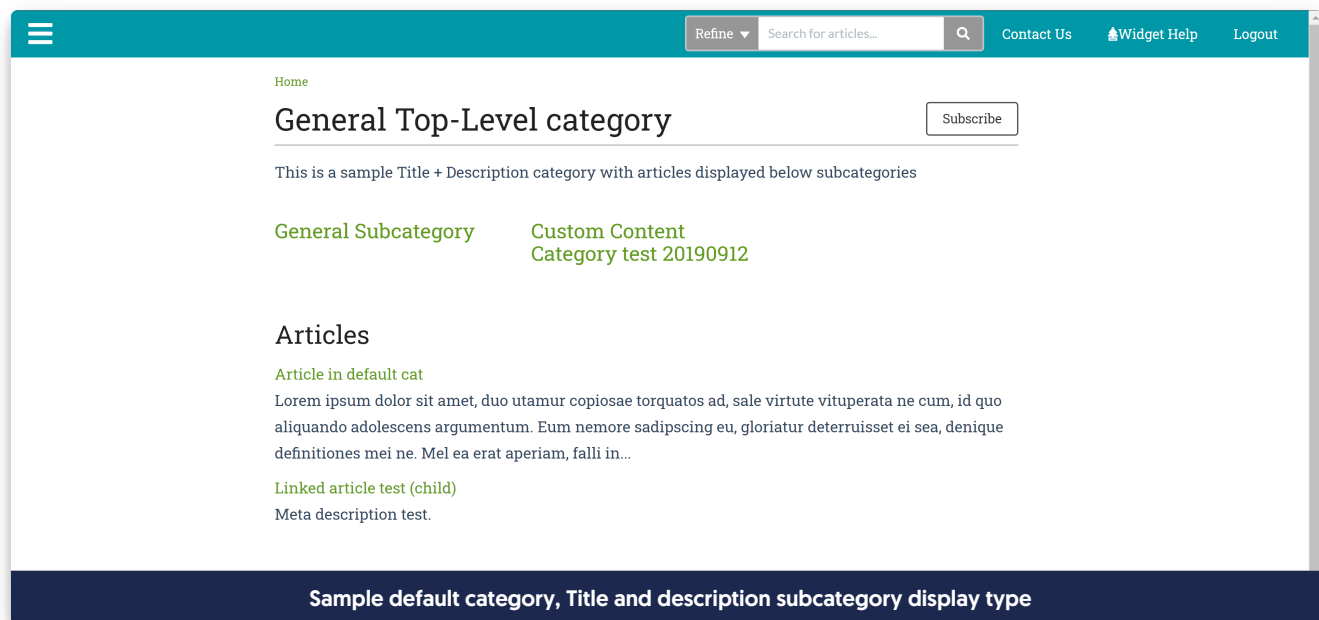 Refine Search for articles... Contact Us Widget Help Logout
Home
General Top-Level category Subscribe
This is a sample Title + Description category with articles displayed below subcategories
General Subcategory Custom Content
Category test 20190912
Articles
Article in default cat
Lorem ipsum dolor sit amet, duo utamur copiosae torquatos ad, sale virtute vituperata ne cum, id quo
aliquando adolescens argumentum. Eum nemore sadipscing eu, gloriatur deterruisset ei sea, denique
definitiones mei ne. Mel ea erat aperiam, falli in...
Linked article test (child)
Meta description test.
Sample default category, Title and description subcategory display type